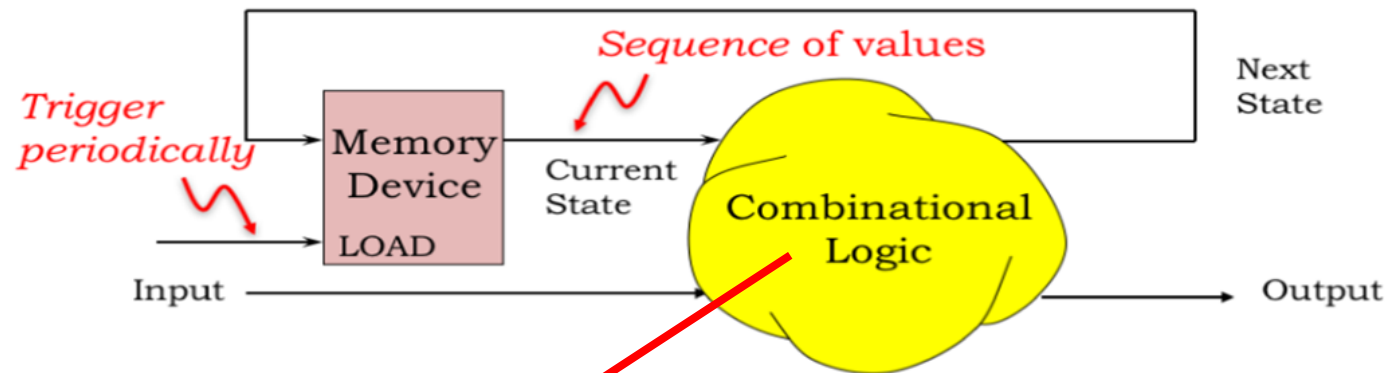 Sequence of values
Next
State
Trigger
periodically
Memory
Device
LOAD
Current
State
Combinational
Logic
Input
Output